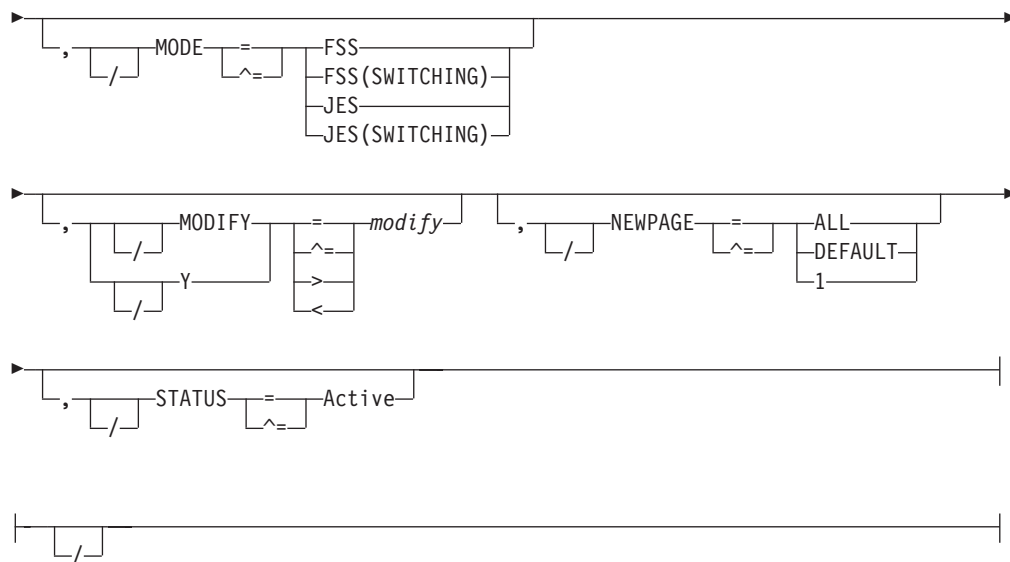 , / MODE = FSS
^= FSS(SWITCHING)
JES
JES(SWITCHING)
, / MODIFY = modify , / NEWPAGE = ALL
^= ^= DEFAULT
/ Y > 1
<
, / STATUS = Active
^=
/